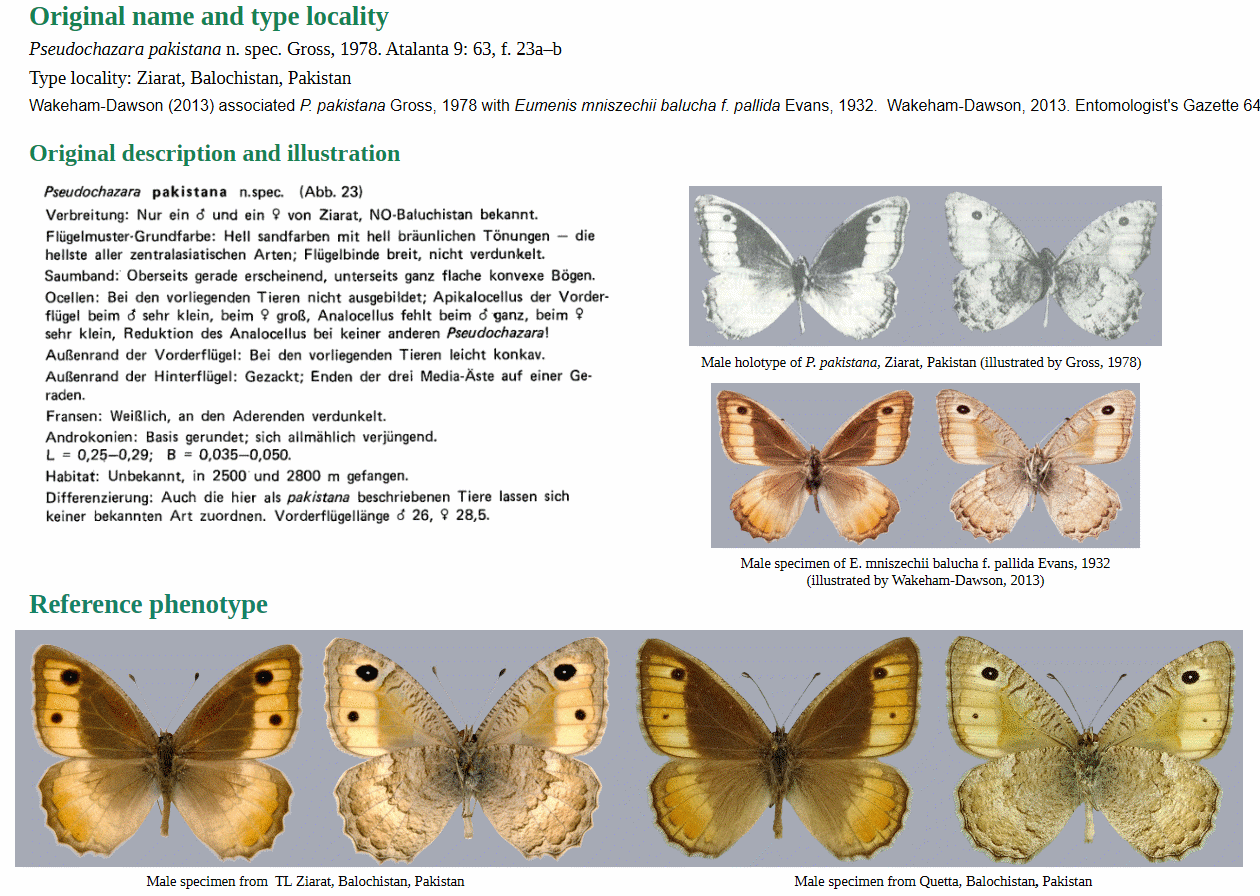 Original name and type locality
Pseudochazara pakistana n. spec. Gross, 1978. Atalanta 9: 63, f. 23a–b
Type locality: Ziarat, Balochistan, Pakistan
Wakeham-Dawson (2013) associated P. pakistana Gross, 1978 with Eumenis mniszechii balucha f. pallida Evans, 1932.  Wakeham-Dawson, 2013. Entomologist's Gazette 64
Original description and illustration
Pseudochazara pakistana n.spec. (Abb. 23)
Verbreitung: Nur ein ♂ und ein ♀ von Ziarat, NO-Baluchistan bekannt.
Flügelmuster-Grundfarbe: Hell sandfarben mit hell bräunlichen Tönungen — die
hellste aller zentralasiatischen Arten; Flügelbinde breit, nicht verdunkelt.
Saumband: Oberseits gerade erscheinend, unterseits ganz flache konvexe Bögen.
Ocellen: Bei den vorliegenden Tieren nicht ausgebildet; Apikalocellus der Vorder-
flügel beim ♂ sehr klein, beim ♀ groß, Analocellus fehlt beim ♂ ganz, beim ♀
sehr klein, Reduktion des Analocellus bei keiner anderen Pseudochazara!
Außenrand der Vorderflügel: Bei den vorliegenden Tieren leicht konkav.
Außenrand der Hinterflügel: Gezackt; Enden der drei Media-Äste auf einer Ge-
raden.
Fransen: Weißlich, an den Aderenden verdunkelt.
Androkonien: Basis gerundet; sich allmählich verjüngend.
L = 0,25—0,29; B = 0,035—0,050.
Habitat: Unbekannt, in 2500 und 2800 m gefangen.
Differenzierung: Auch die hier als pakistana beschriebenen Tiere lassen sich
keiner bekannten Art zuordnen. Vorderflügellänge ♂ 26, ♀ 28,5.
Male holotype of P. pakistana, Ziarat, Pakistan (illustrated by Gross, 1978)
Male specimen of E. mniszechii balucha f. pallida Evans, 1932
(illustrated by Wakeham-Dawson, 2013)
Reference phenotype
Male specimen from  TL Ziarat, Balochistan, Pakistan
Male specimen from Quetta, Balochistan, Pakistan